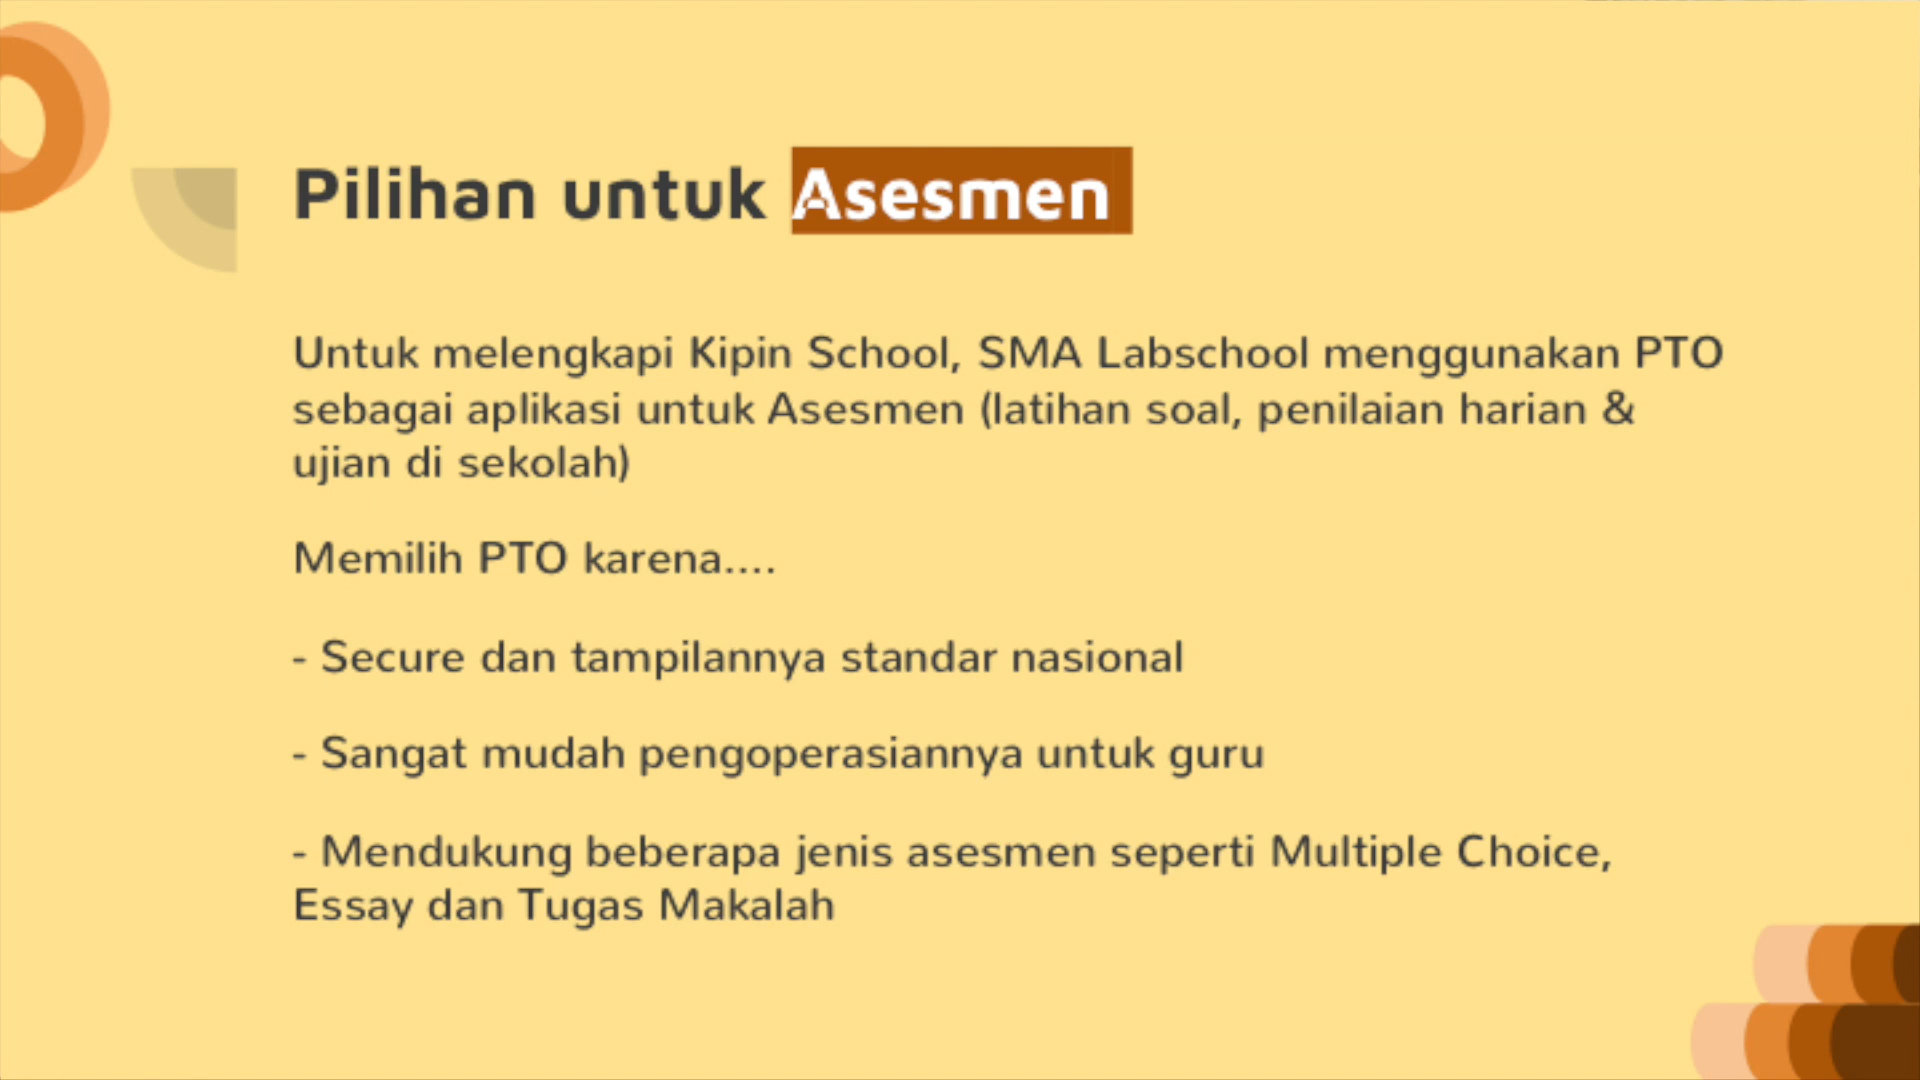 Pilihan untuk Asesmen
Untuk melengkapi Kipin School, SMA Labschool menggunakan PTO
sebagai aplikasi untuk Asesmen (latihan soal, penilaian harian &
ujian di sekolah)
Memilih PTO karena....
- Secure dan tampilannya standar nasional
- Sangat mudah pengoperasiannya untuk guru
- Mendukung beberapa jenis asesmen seperti Multiple Choice,
Essay dan Tugas Makalah